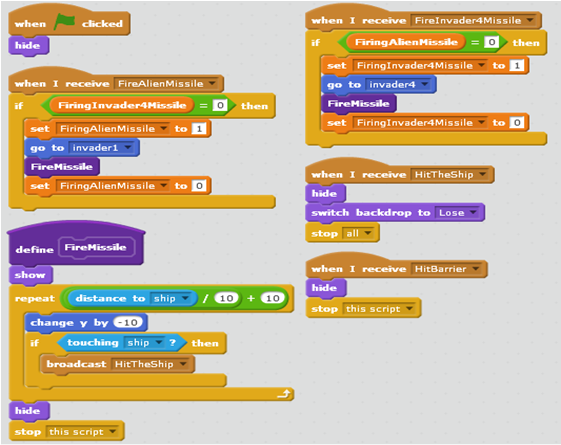 when clicked
hide
when I receive FireAlienMissile
if FiringInvader4Missile = 0 then
set FiringAlienMissile to 1
go to invader1
FireMissile
set FiringAlienMissile to 0
define FireMissile
show
repeat distance to ship / 10 + 10
change y by -10
if touching ship ? then
broadcast HitTheShip
hide
stop this script
when I receive FireInvader4Missile
if FiringAlienMissile = 0 then
set FiringInvader4Missile to 1
go to invader4
FireMissile
set FiringInvader4Missile to 0
when I receive HitTheShip
hide
switch backdrop to Lose
stop all
when I receive HitBarrier
hide
stop this script